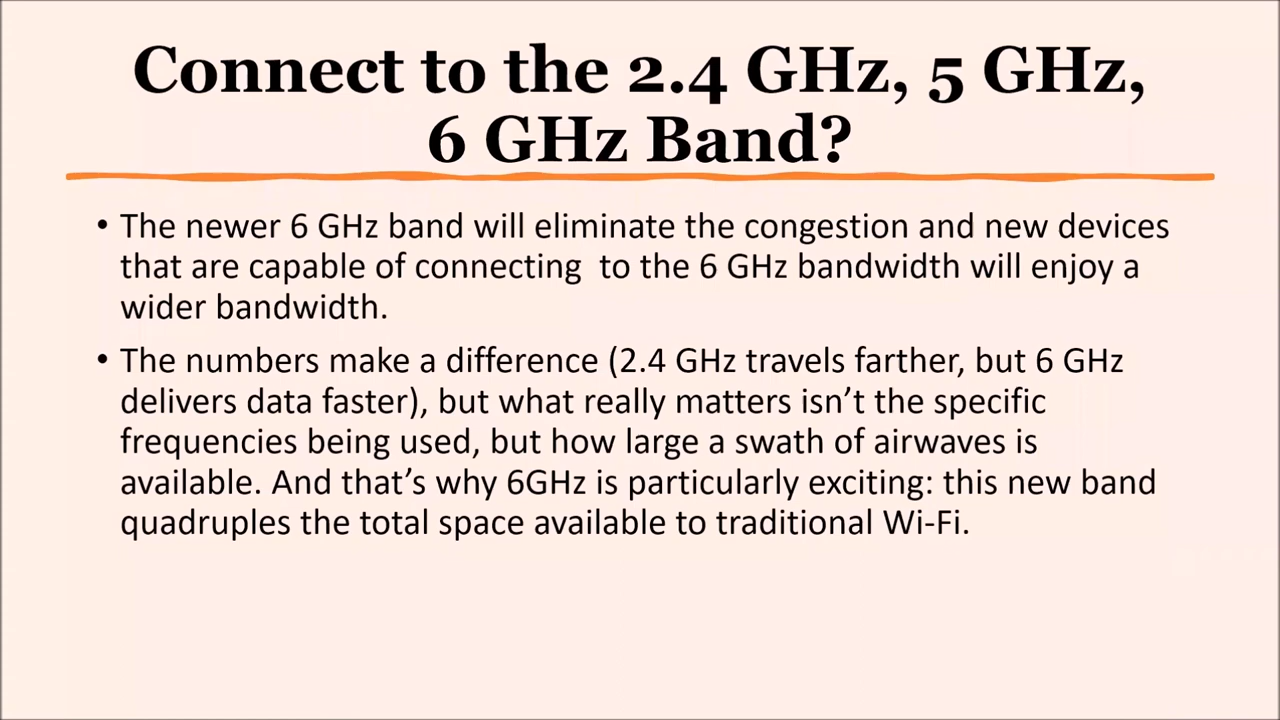 Connect to the 2.4 GHz, 5 GHz,
6 GHz Band?
• The newer 6 GHz band will eliminate the congestion and new devices
that are capable of connecting  to the 6 GHz bandwidth will enjoy a
wider bandwidth.
• The numbers make a difference (2.4 GHz travels farther, but 6 GHz
delivers data faster), but what really matters isn’t the specific
frequencies being used, but how large a swath of airwaves is
available. And that’s why 6GHz is particularly exciting: this new band
quadruples the total space available to traditional Wi-Fi.